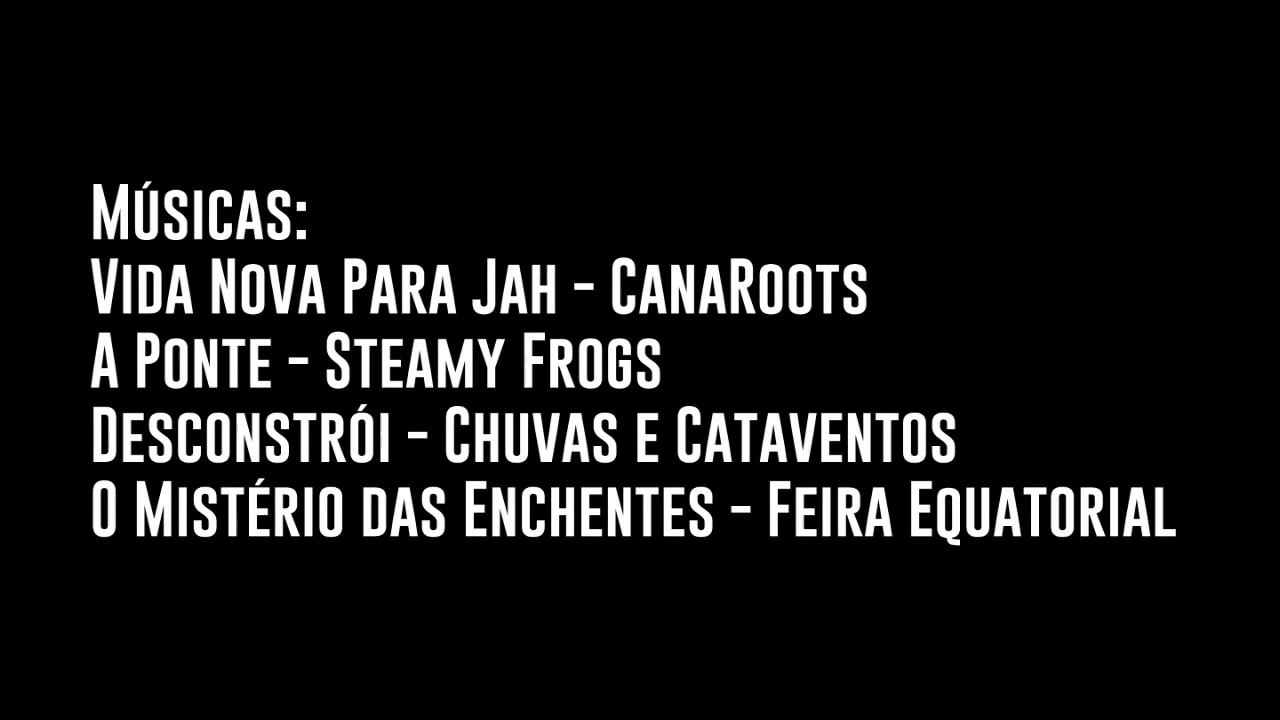 Músicas:
Vida Nova Para Jah - CanaRoots
A Ponte - Steamy Frogs
Desconstrói - Chuvas e Cataventos
O Mistério das Enchentes - Feira Equatorial